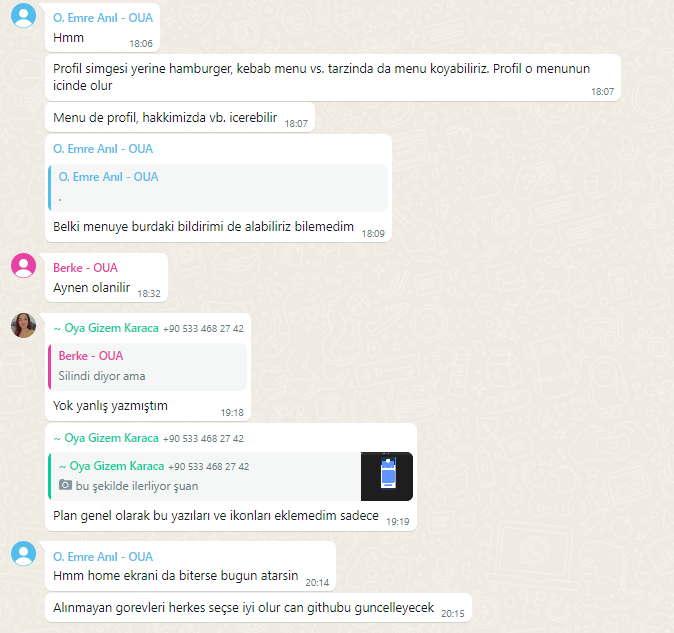 O. Emre Anıl - OUA
Hmm
18:06
Profil simgesi yerine hamburger, kebab menu vs. tarzinda da menu koyabiliriz. Profil o menunun
icinde olur
18:07
Menu de profil, hakkimizda vb. icerebilir 18:07
O. Emre Anıl - OUA
O. Emre Anıl - OUA
.
Belki menuye burdaki bildirimi de alabiliriz bilemedim 18:09
Berke - OUA
Aynen olanilir 18:32
~ Oya Gizem Karaca +90 533 468 27 42
Berke - OUA
Silindi diyor ama
Yok yanlış yazmıştım 19:18
~ Oya Gizem Karaca +90 533 468 27 42
~ Oya Gizem Karaca +90 533 468 27 42
bu şekilde ilerliyor şuan
Plan genel olarak bu yazıları ve ikonları eklemedim sadece 19:19
O. Emre Anıl - OUA
Hmm home ekrani da biterse bugun atarsin 20:14
Alınmayan gorevleri herkes seçse iyi olur can githubu guncelleyecek 20:15